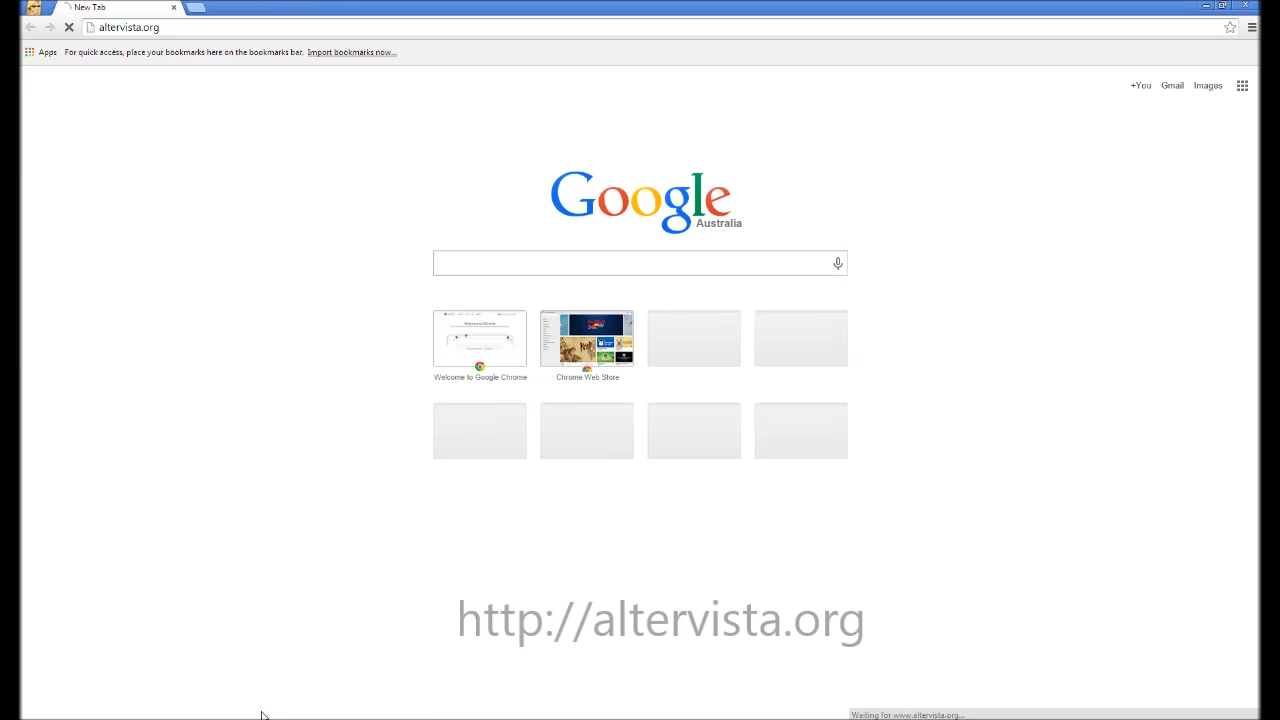 New Tab
altervista.org
Apps For quick access, place your bookmarks here on the bookmarks bar. Import bookmarks now...
+You Gmail Images
Google
Australia
Welcome to Google Chrome
Chrome Web Store
http://altervista.org
Waiting for www.altervista.org...